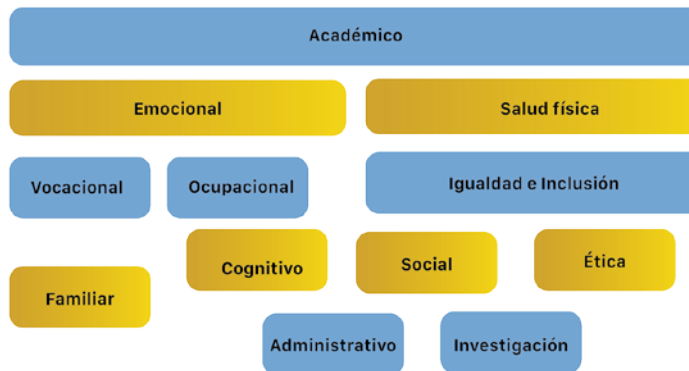 Académico
Emocional
Salud física
Vocacional
Ocupacional
Igualdad e Inclusión
Cognitivo
Social
Ética
Familiar
Administrativo
Investigación